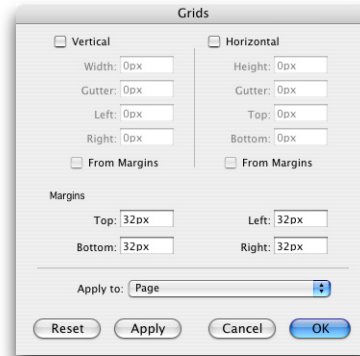 Grids
Vertical Horizontal
Width: 0px Height: 0px
Gutter: 0px Gutter: 0px
Left: 0px Top: 0px
Right: 0px Bottom: 0px
From Margins From Margins
Margins
Top: 32px Left: 32px
Bottom: 32px Right: 32px
Apply to: Page
Reset Apply Cancel OK